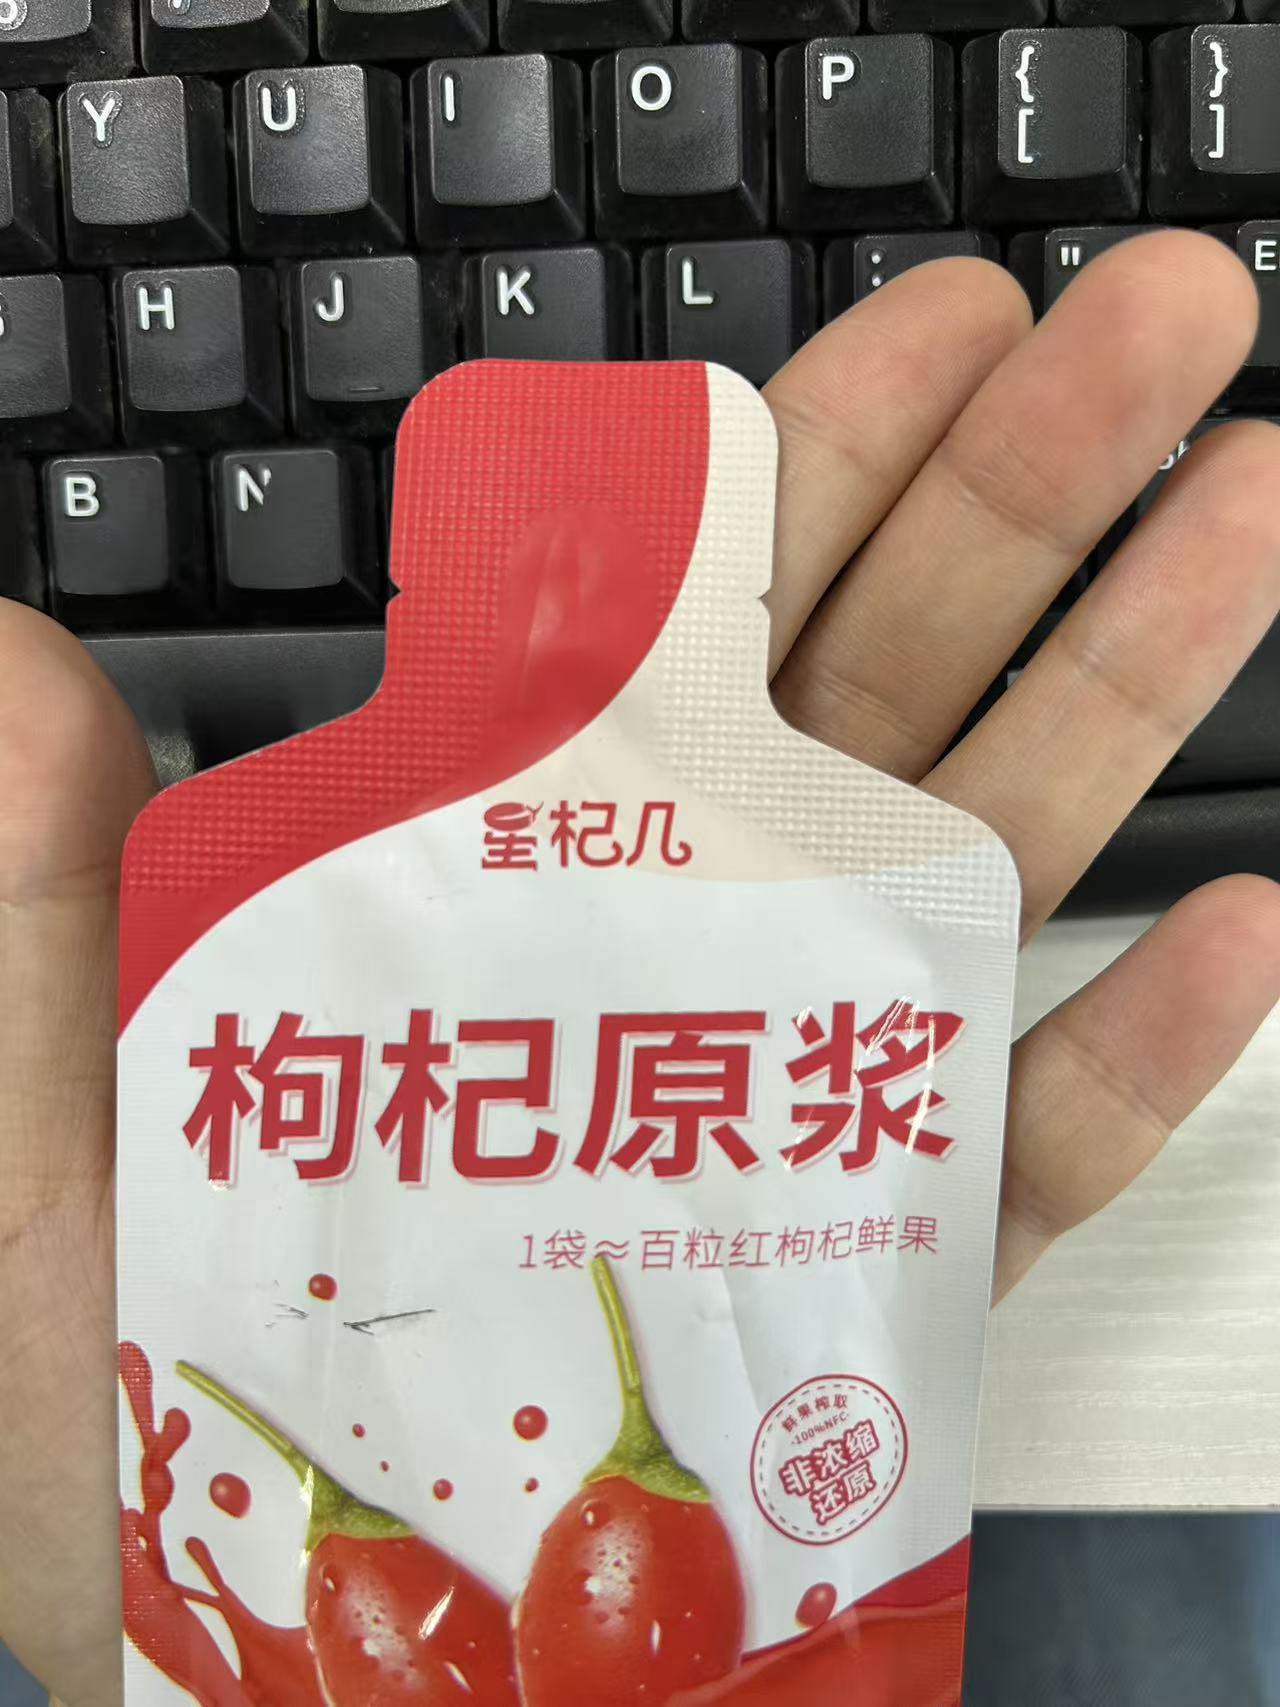 Y U I O P { [ } ]
H J K L : "
B N
星杞几
枸杞原浆
1袋≈百粒红枸杞鲜果
鲜果榨取
·100%NFC·
非浓缩
还原